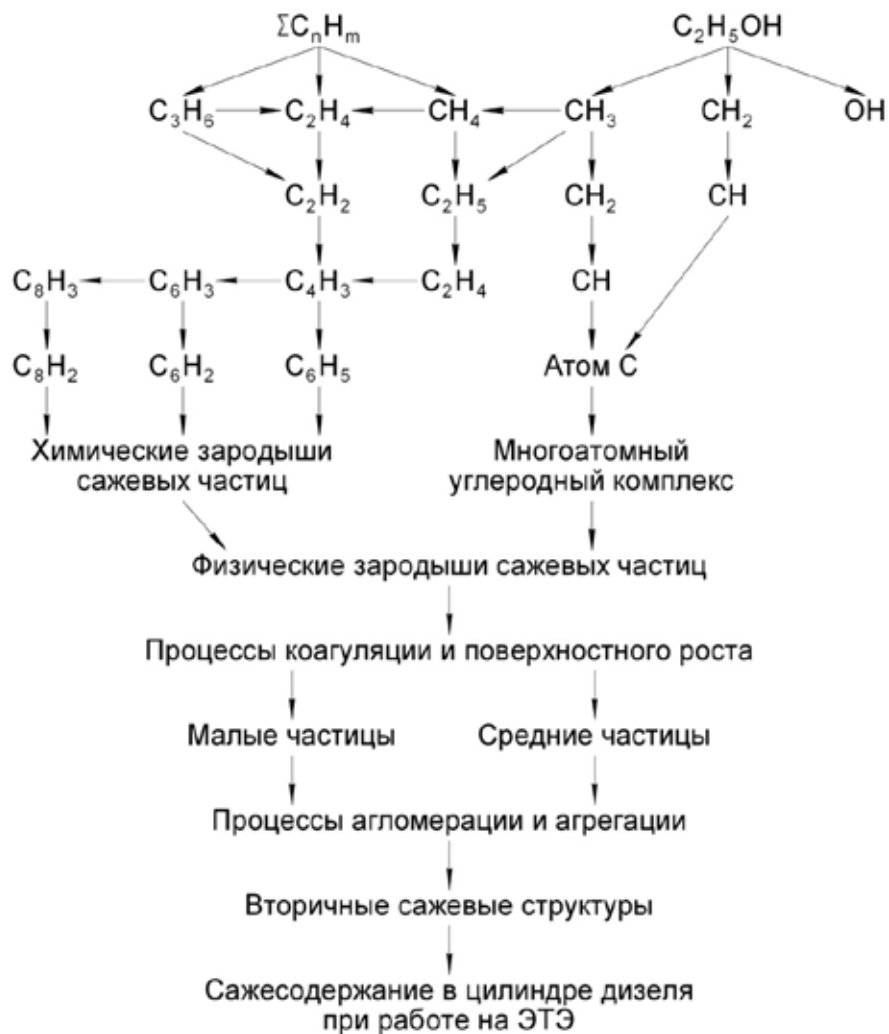 ΣCₙHₘ C₂H₅OH
C₃H₆ C₂H₄ CH₄ CH₃ CH₂ OH
C₂H₂ C₂H₅ CH₂ CH
C₈H₃ C₆H₃ C₄H₃ C₂H₄ CH
C₈H₂ C₆H₂ C₆H₅ Атом С
Химические зародыши Многоатомный
сажевых частиц углеродный комплекс
Физические зародыши сажевых частиц
Процессы коагуляции и поверхностного роста
Малые частицы Средние частицы
Процессы агломерации и агрегации
Вторичные сажевые структуры
Сажесодержание в цилиндре дизеля
при работе на ЭТЭ